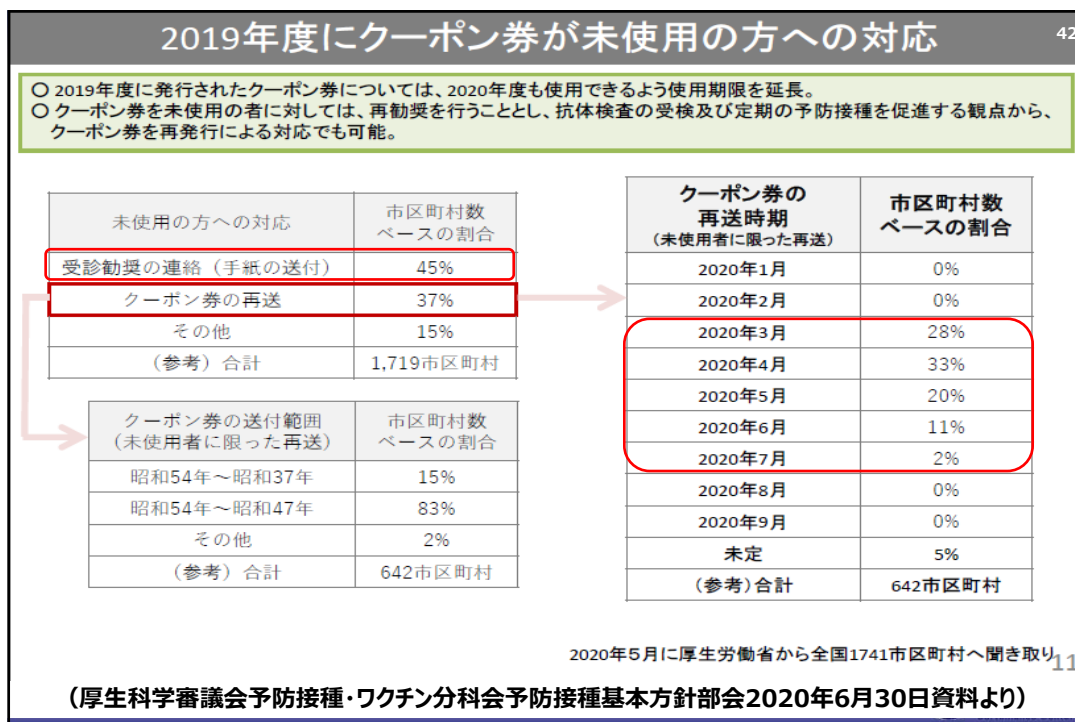 2019年度にクーポン券が未使用の方への対応
42
○ 2019年度に発行されたクーポン券については、2020年度も使用できるよう使用期限を延長。
○ クーポン券を未使用の者に対しては、再勧奨を行うこととし、抗体検査の受検及び定期の予防接種を促進する観点から、
クーポン券を再発行による対応でも可能。
未使用の方への対応
市区町村数
ベースの割合
受診勧奨の連絡（手紙の送付） 45%
クーポン券の再送 37%
その他 15%
（参考）合計 1,719市区町村
クーポン券の送付範囲
(未使用者に限った再送)
市区町村数
ベースの割合
昭和54年～昭和37年 15%
昭和54年～昭和47年 83%
その他 2%
（参考）合計 642市区町村
クーポン券の
再送時期
(未使用者に限った再送)
市区町村数
ベースの割合
2020年1月 0%
2020年2月 0%
2020年3月 28%
2020年4月 33%
2020年5月 20%
2020年6月 11%
2020年7月 2%
2020年8月 0%
2020年9月 0%
未定 5%
(参考)合計 642市区町村
2020年5月に厚生労働省から全国1741市区町村へ聞き取り
11
（厚生科学審議会予防接種・ワクチン分科会予防接種基本方針部会2020年6月30日資料より）